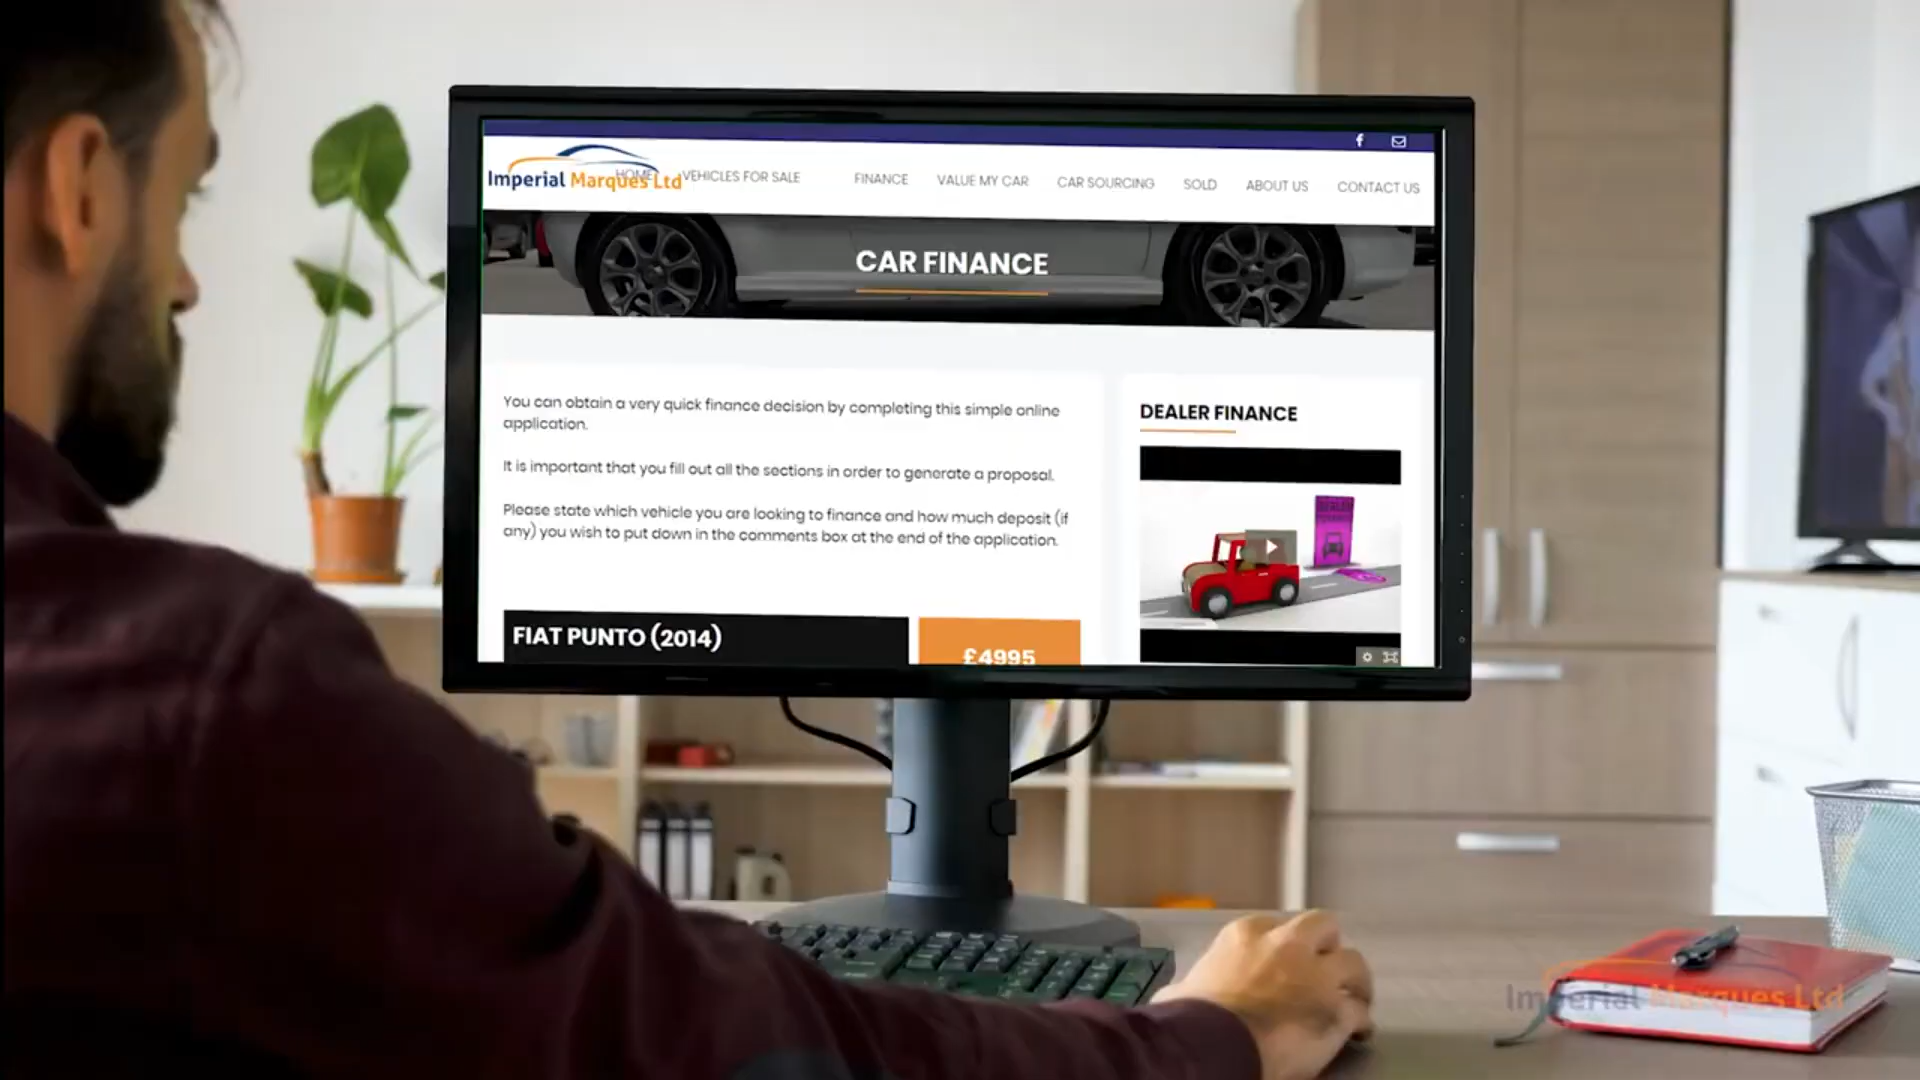 Imperial Marques Ltd
HOME
VEHICLES FOR SALE
FINANCE
VALUE MY CAR
CAR SOURCING
SOLD
ABOUT US
CONTACT US
CAR FINANCE
You can obtain a very quick finance decision by completing this simple online
application.
It is important that you fill out all the sections in order to generate a proposal.
Please state which vehicle you are looking to finance and how much deposit (if
any) you wish to put down in the comments box at the end of the application.
FIAT PUNTO (2014)
£4995
DEALER FINANCE
DEALER
FINANCE
Imperial Marques Ltd